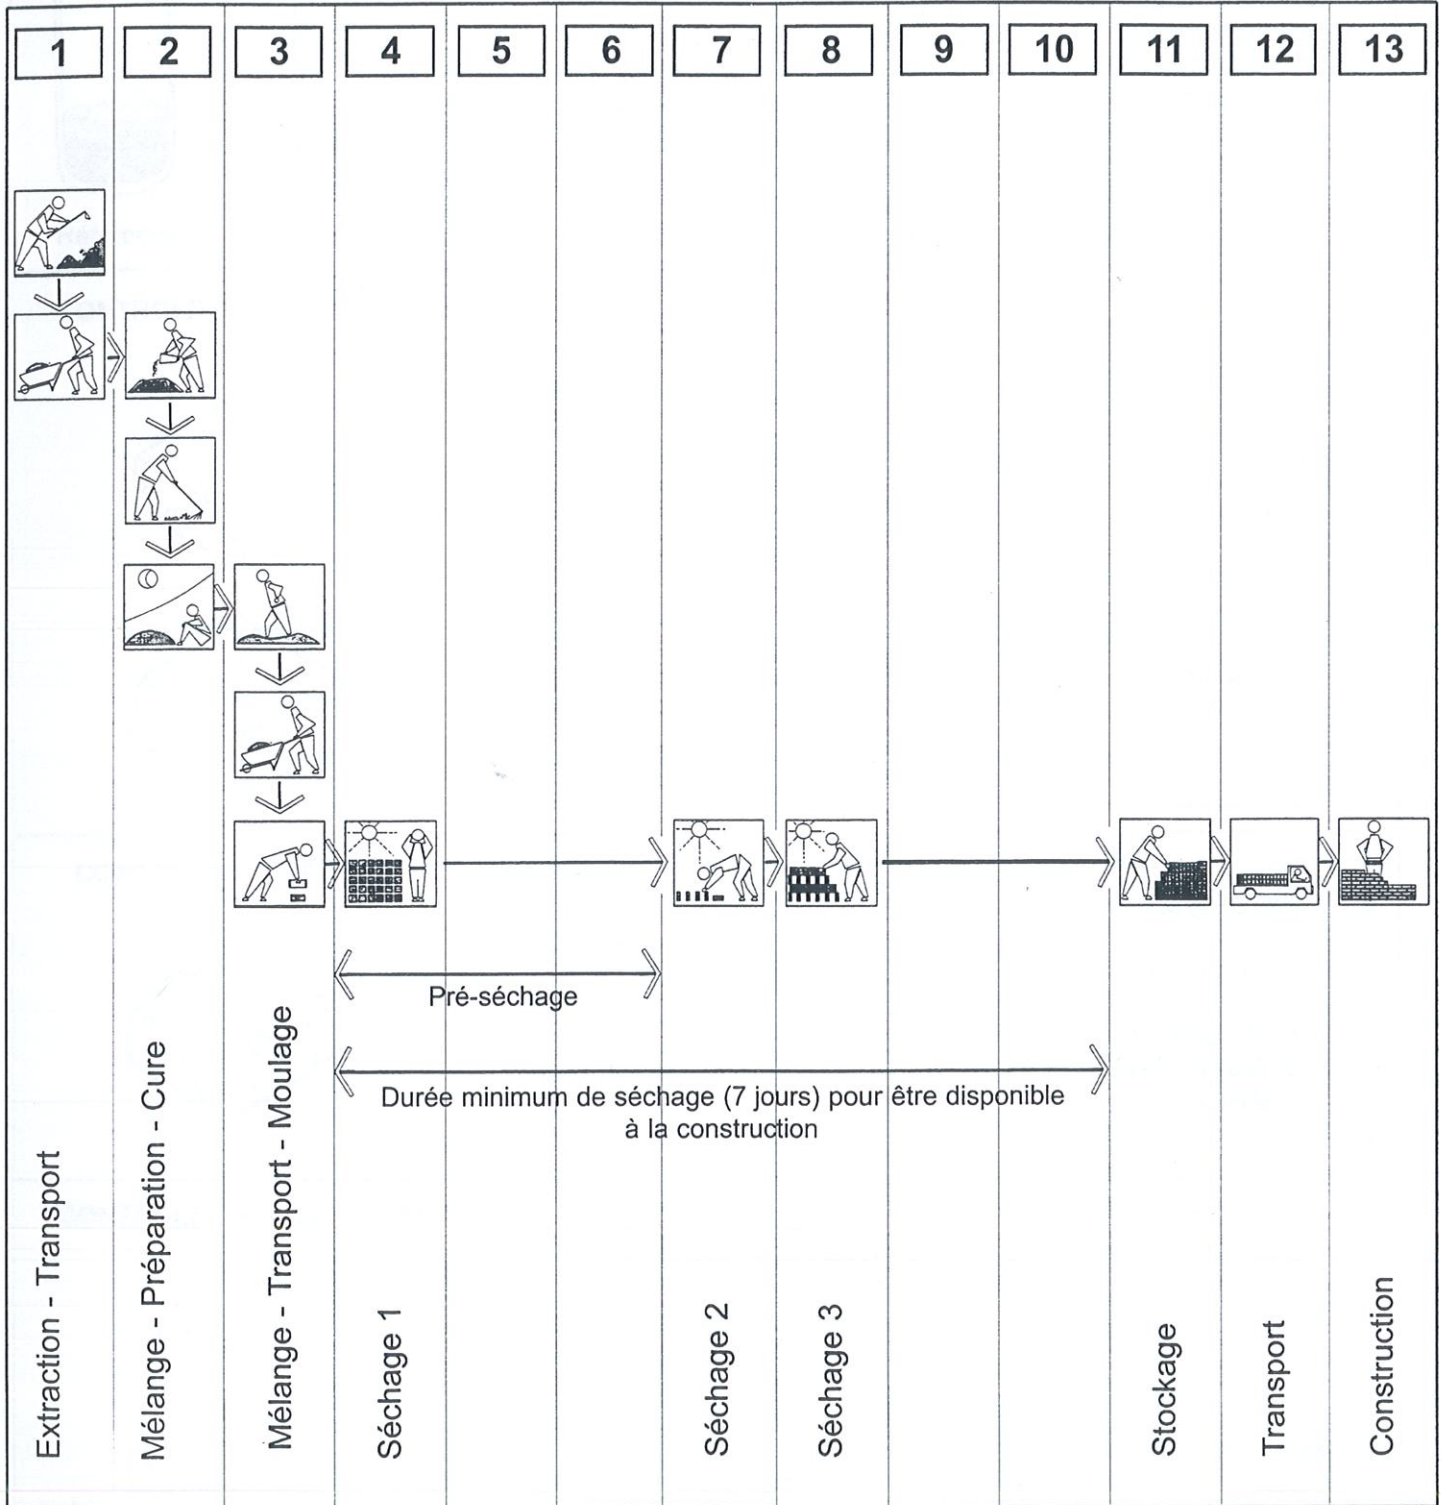 1
2
3
4
5
6
7
8
9
10
11
12
13
Pré-séchage
Durée minimum de séchage (7 jours) pour être disponible
à la construction
Extraction - Transport
Mélange - Préparation - Cure
Mélange - Transport - Moulage
Séchage 1
Séchage 2
Séchage 3
Stockage
Transport
Construction